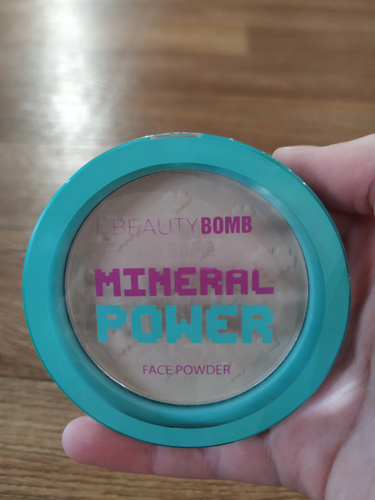 BEAUTY BOMB
MINERAL
POWER
FACE POWDER